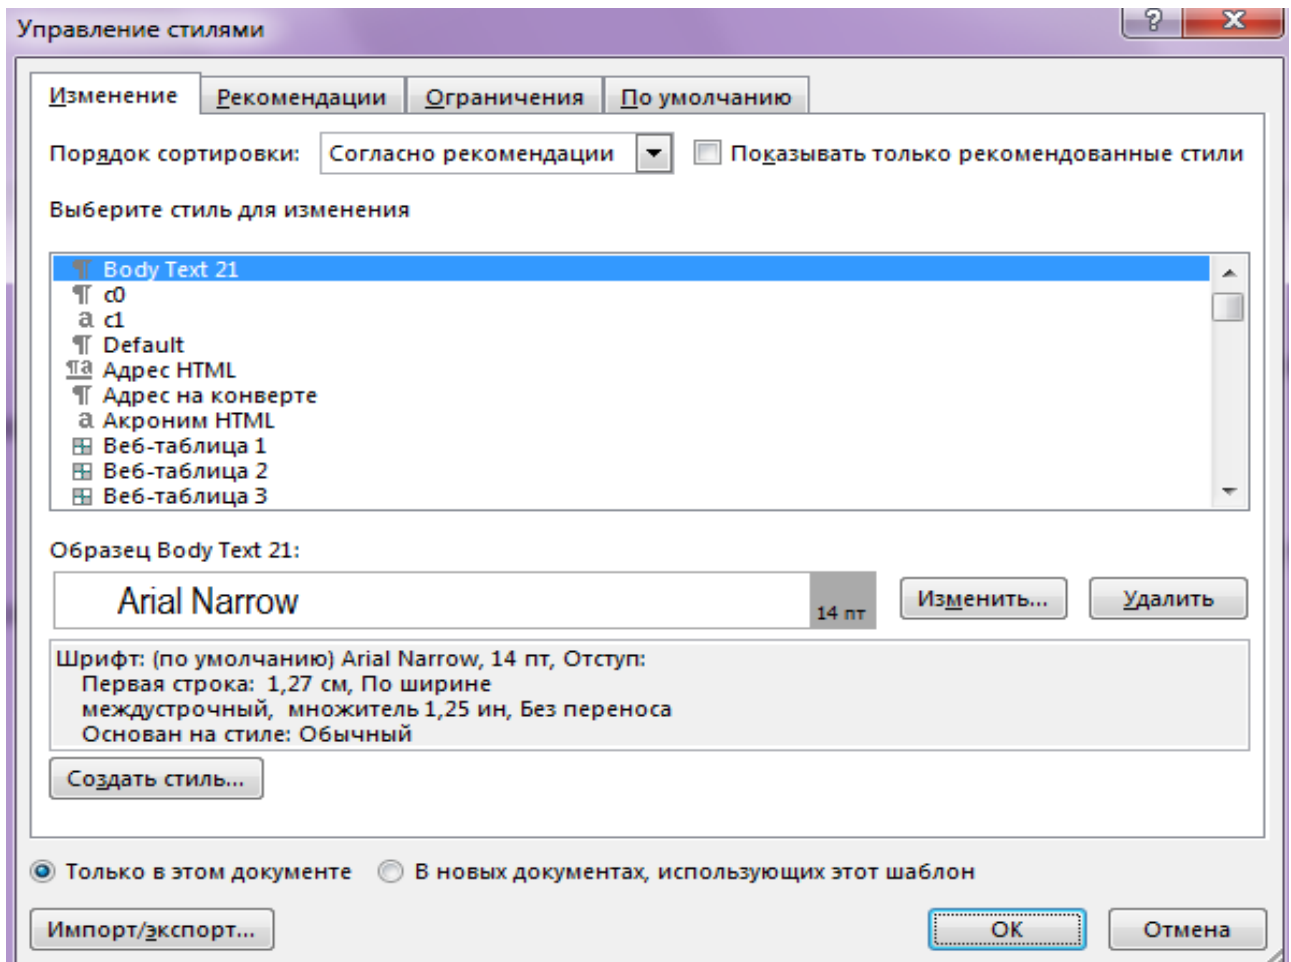 Управление стилями
Изменение Рекомендации Ограничения По умолчанию
Порядок сортировки: Согласно рекомендации Показывать только рекомендованные стили
Выберите стиль для изменения
¶ Body Text 21
¶ c0
a c1
¶ Default
¶a Адрес HTML
¶ Адрес на конверте
a Акроним HTML
Веб-таблица 1
Веб-таблица 2
Веб-таблица 3
Образец Body Text 21:
Arial Narrow 14 пт Изменить... Удалить
Шрифт: (по умолчанию) Arial Narrow, 14 пт, Отступ:
Первая строка: 1,27 см, По ширине
междустрочный, множитель 1,25 ин, Без переноса
Основан на стиле: Обычный
Создать стиль...
Только в этом документе В новых документах, использующих этот шаблон
Импорт/экспорт... ОК Отмена